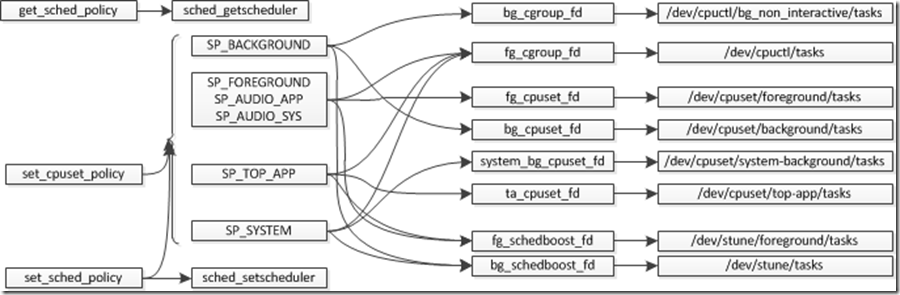 get_sched_policy
sched_getscheduler
bg_cgroup_fd
/dev/cpuctl/bg_non_interactive/tasks
SP_BACKGROUND
fg_cgroup_fd
/dev/cpuctl/tasks
SP_FOREGROUND
SP_AUDIO_APP
SP_AUDIO_SYS
fg_cpuset_fd
/dev/cpuset/foreground/tasks
bg_cpuset_fd
/dev/cpuset/background/tasks
set_cpuset_policy
SP_TOP_APP
system_bg_cpuset_fd
/dev/cpuset/system-background/tasks
ta_cpuset_fd
/dev/cpuset/top-app/tasks
SP_SYSTEM
fg_schedboost_fd
/dev/stune/foreground/tasks
bg_schedboost_fd
/dev/stune/tasks
set_sched_policy
sched_setscheduler